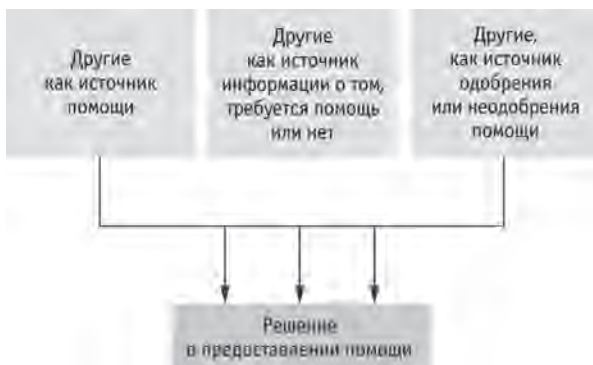 Другие
как источник
помощи
Другие
как источник
информации о том,
требуется помощь
или нет
Другие,
как источник
одобрения
или неодобрения
помощи
Решение
о предоставлении помощи